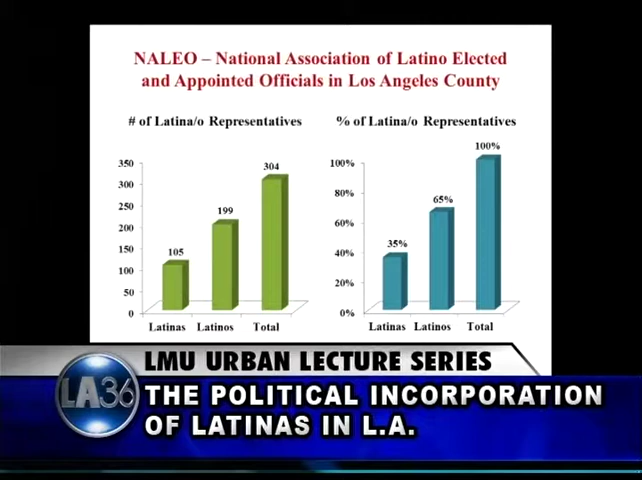 NALEO – National Association of Latino Elected
and Appointed Officials in Los Angeles County
# of Latina/o Representatives
350
300
250
200
150
100
50
0
105
199
304
Latinas
Latinos
Total
% of Latina/o Representatives
100%
80%
60%
40%
20%
0%
35%
65%
100%
Latinas
Latinos
Total
LMU URBAN LECTURE SERIES
LA36
THE POLITICAL INCORPORATION
OF LATINAS IN L.A.